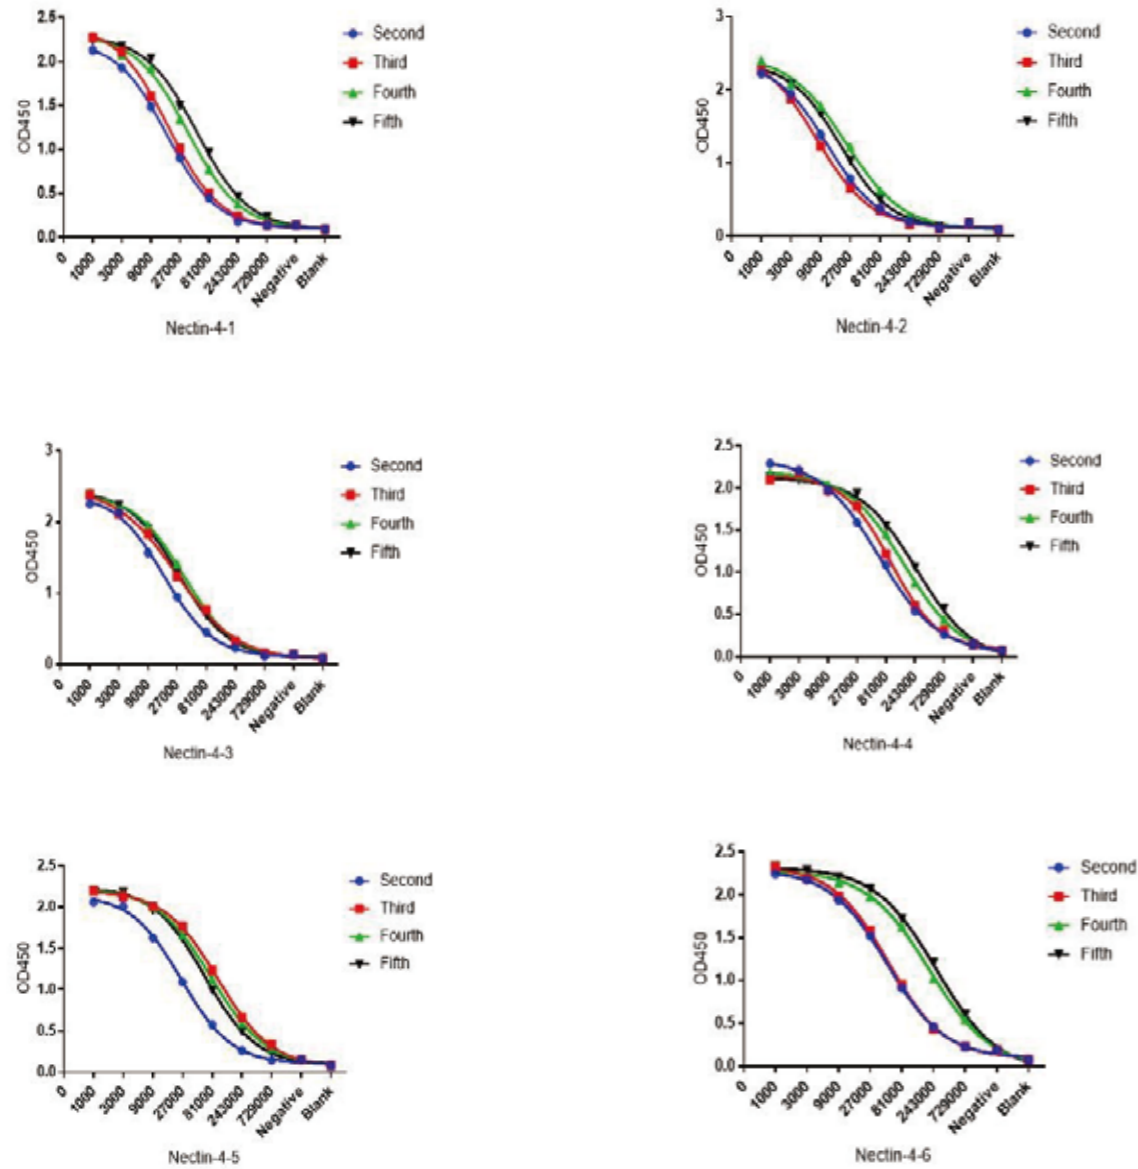 2.5
2.0
1.5
1.0
0.5
0.0
OD450
0
1000
3000
9000
27000
81000
243000
729000
Negative
Blank
Nectin-4-1
Second
Third
Fourth
Fifth
3
2
1
0
OD450
0
1000
3000
9000
27000
81000
243000
729000
Negative
Blank
Nectin-4-2
Second
Third
Fourth
Fifth
3
2
1
0
OD450
0
1000
3000
9000
27000
81000
243000
729000
Negative
Blank
Nectin-4-3
Second
Third
Fourth
Fifth
2.5
2.0
1.5
1.0
0.5
0.0
OD450
0
1000
3000
9000
27000
81000
243000
729000
Negative
Blank
Nectin-4-4
Second
Third
Fourth
Fifth
2.5
2.0
1.5
1.0
0.5
0.0
OD450
0
1000
3000
9000
27000
81000
243000
729000
Negative
Blank
Nectin-4-5
Second
Third
Fourth
Fifth
2.5
2.0
1.5
1.0
0.5
0.0
OD450
0
1000
3000
9000
27000
81000
243000
729000
Negative
Blank
Nectin-4-6
Second
Third
Fourth
Fifth